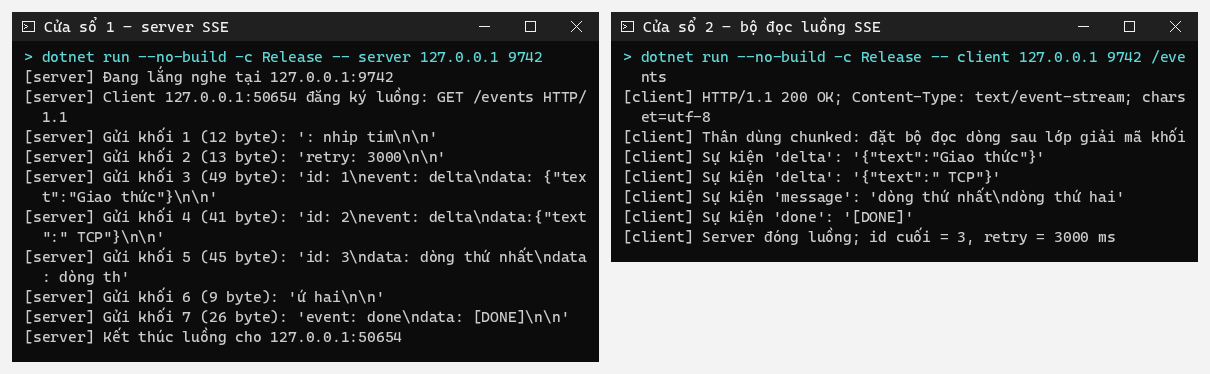 Cửa sổ 1 — server SSE
> dotnet run --no-build -c Release -- server 127.0.0.1 9742
[server] Đang lắng nghe tại 127.0.0.1:9742
[server] Client 127.0.0.1:50654 đăng ký luồng: GET /events HTTP/
1.1
[server] Gửi khối 1 (12 byte): ': nhip tim\n\n'
[server] Gửi khối 2 (13 byte): 'retry: 3000\n\n'
[server] Gửi khối 3 (49 byte): 'id: 1\nevent: delta\ndata: {"tex
t":"Giao thức"}\n\n'
[server] Gửi khối 4 (41 byte): 'id: 2\nevent: delta\ndata:{"text
":" TCP"}\n\n'
[server] Gửi khối 5 (45 byte): 'id: 3\ndata: dòng thứ nhất\ndata
: dòng th'
[server] Gửi khối 6 (9 byte): 'ứ hai\n\n'
[server] Gửi khối 7 (26 byte): 'event: done\ndata: [DONE]\n\n'
[server] Kết thúc luồng cho 127.0.0.1:50654
Cửa sổ 2 — bộ đọc luồng SSE
> dotnet run --no-build -c Release -- client 127.0.0.1 9742 /eve
nts
[client] HTTP/1.1 200 OK; Content-Type: text/event-stream; chars
et=utf-8
[client] Thân dùng chunked: đặt bộ đọc dòng sau lớp giải mã khối
[client] Sự kiện 'delta': '{"text":"Giao thức"}'
[client] Sự kiện 'delta': '{"text":" TCP"}'
[client] Sự kiện 'message': 'dòng thứ nhất\ndòng thứ hai'
[client] Sự kiện 'done': '[DONE]'
[client] Server đóng luồng; id cuối = 3, retry = 3000 ms